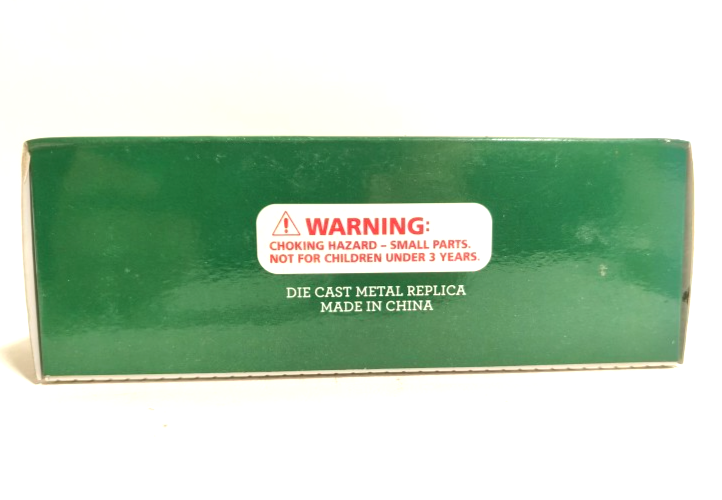 WARNING:
CHOKING HAZARD – SMALL PARTS.
NOT FOR CHILDREN UNDER 3 YEARS.
DIE CAST METAL REPLICA
MADE IN CHINA